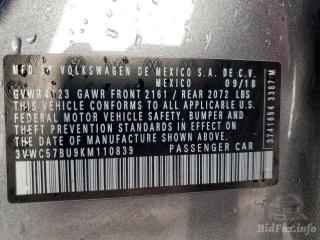 MFD BY VOLKSWAGEN DE MEXICO S.A. DE C.V.
MEXICO 09/18
GVWR 4123 GAWR FRONT 2161 / REAR 2072 LBS
THIS VEHICLE CONFORMS TO ALL APPLICABLE U.S.
FEDERAL MOTOR VEHICLE SAFETY, BUMPER AND
THEFT PREVENTION STANDARDS IN EFFECT ON
THE DATE OF MANUFACTURE SHOWN ABOVE
3VWC57BU9KM110839 PASSENGER CAR
3741654 3387M
BidFax.info